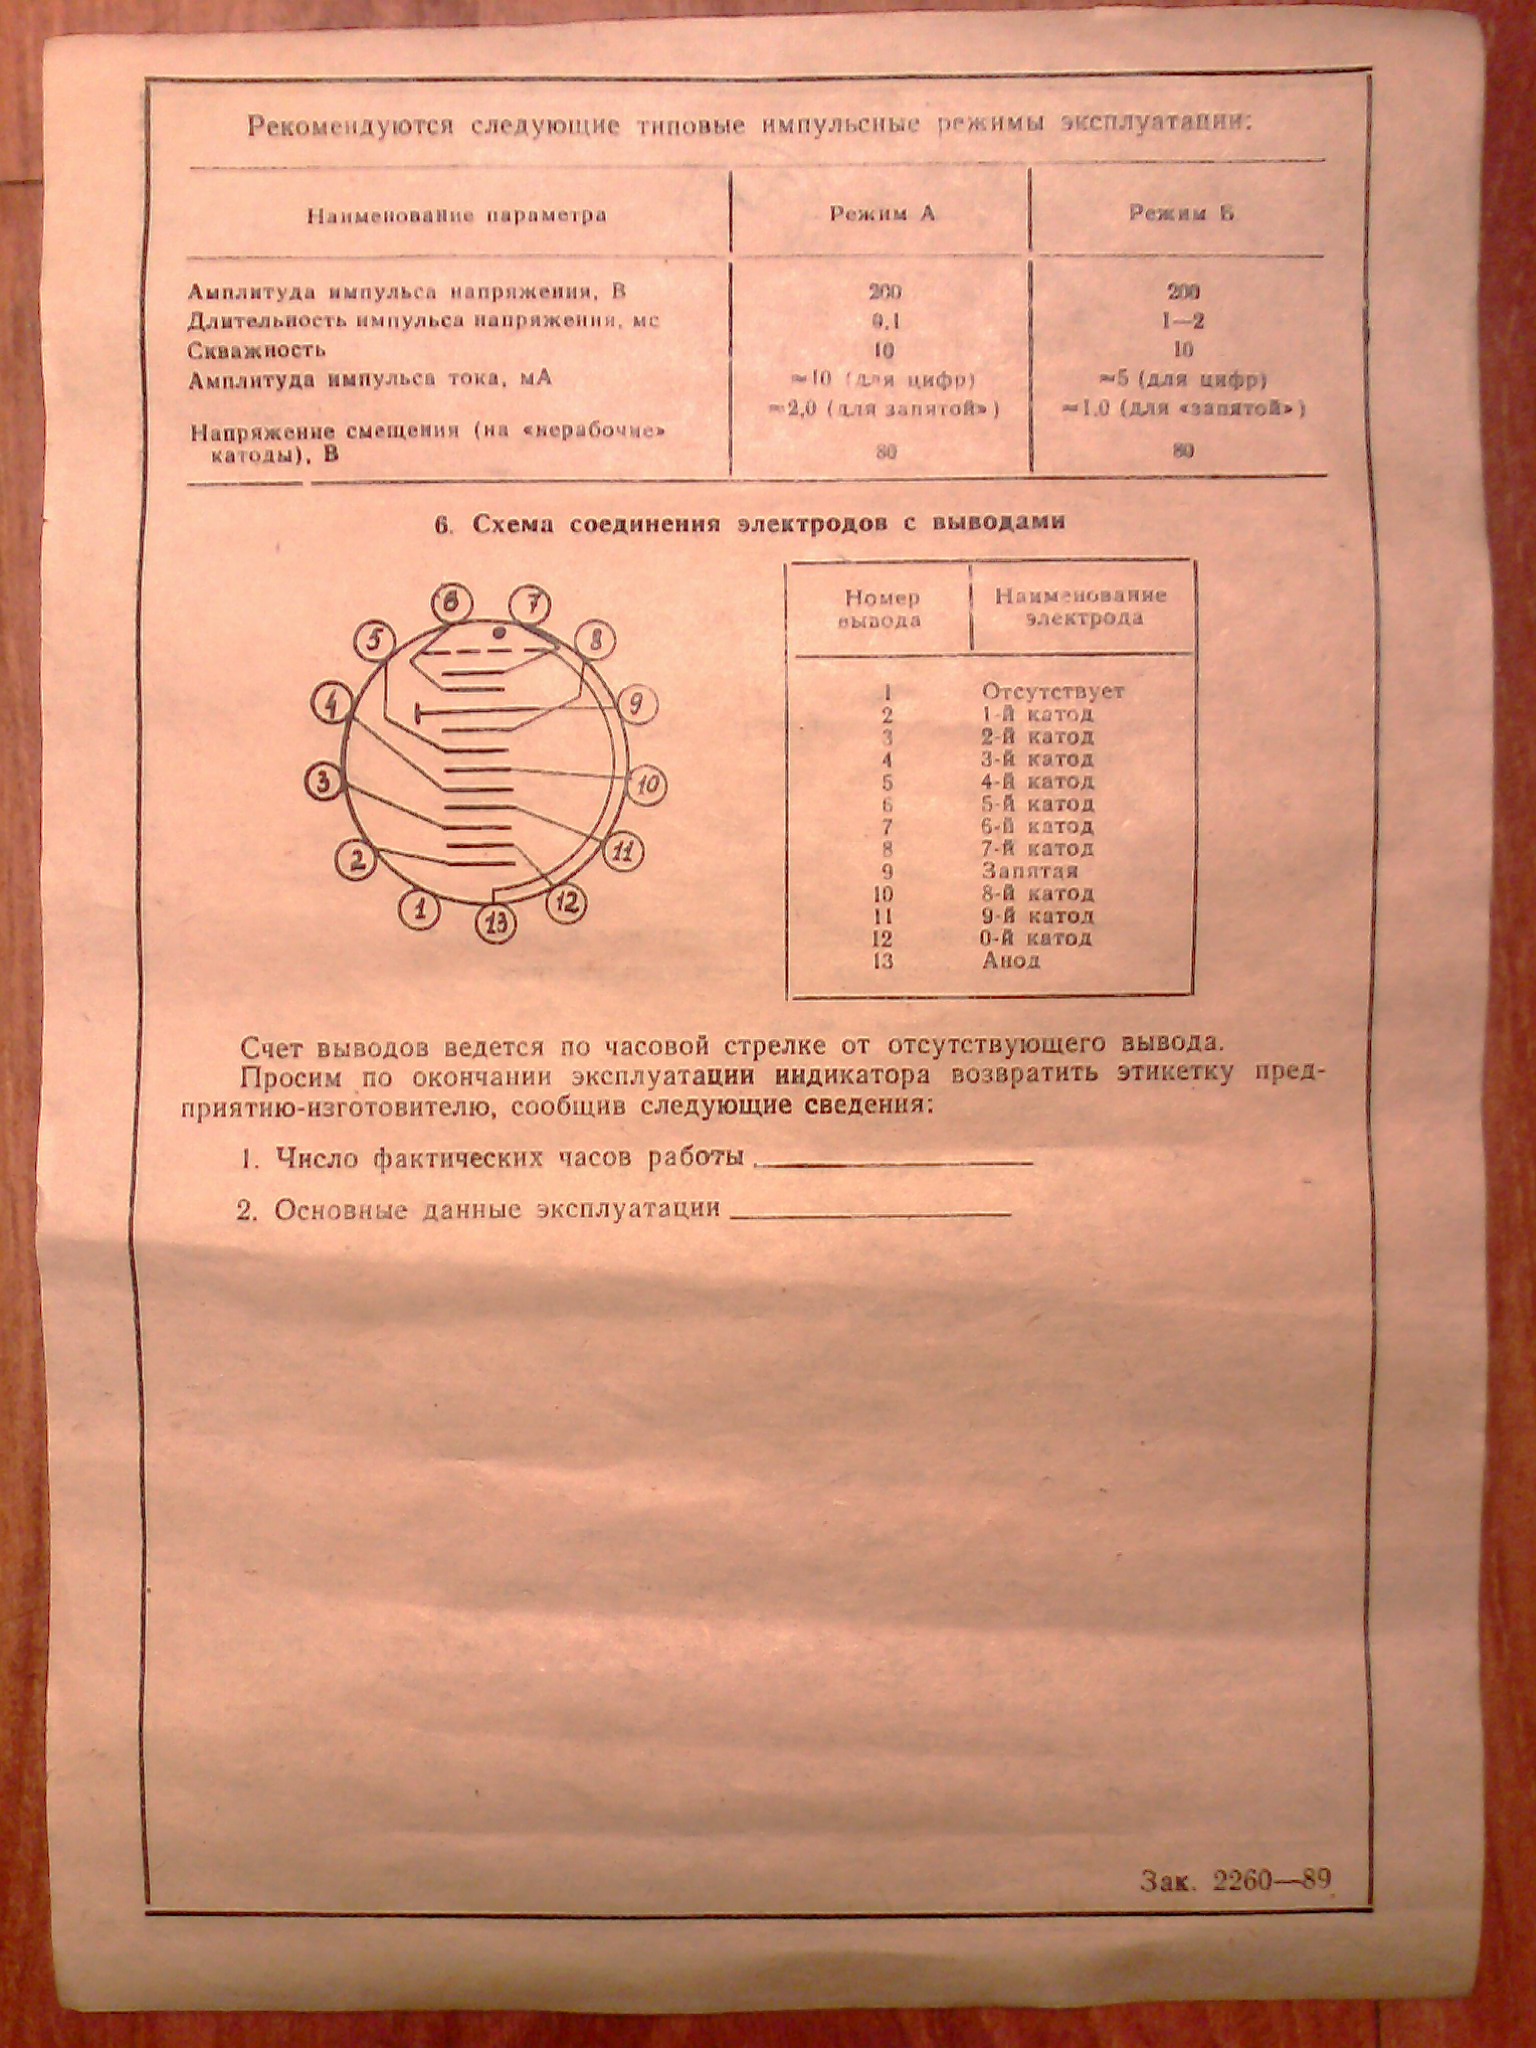 Рекомендуются следующие типовые импульсные режимы эксплуатации:
Наименование параметра Режим А Режим Б
Амплитуда импульса напряжения, В 200 200
Длительность импульса напряжения, мс 0,1 1—2
Скважность 10 10
Амплитуда импульса тока, мА ≈10 (для цифр) ≈5 (для цифр)
≈2,0 (для запятой») ≈1,0 (для «запятой»)
Напряжение смещения (на «нерабочие»
катоды), В 80 80
6. Схема соединения электродов с выводами
6 7
5 8
4 9
3 10
2 11
1 13 12
Номер Наименование
вывода электрода
1 Отсутствует
2 1-й катод
3 2-й катод
4 3-й катод
5 4-й катод
6 5-й катод
7 6-й катод
8 7-й катод
9 Запятая
10 8-й катод
11 9-й катод
12 0-й катод
13 Анод
Счет выводов ведется по часовой стрелке от отсутствующего вывода.
Просим по окончании эксплуатации индикатора возвратить этикетку пред-
приятию-изготовителю, сообщив следующие сведения:
1. Число фактических часов работы
2. Основные данные эксплуатации
Зак. 2260—89